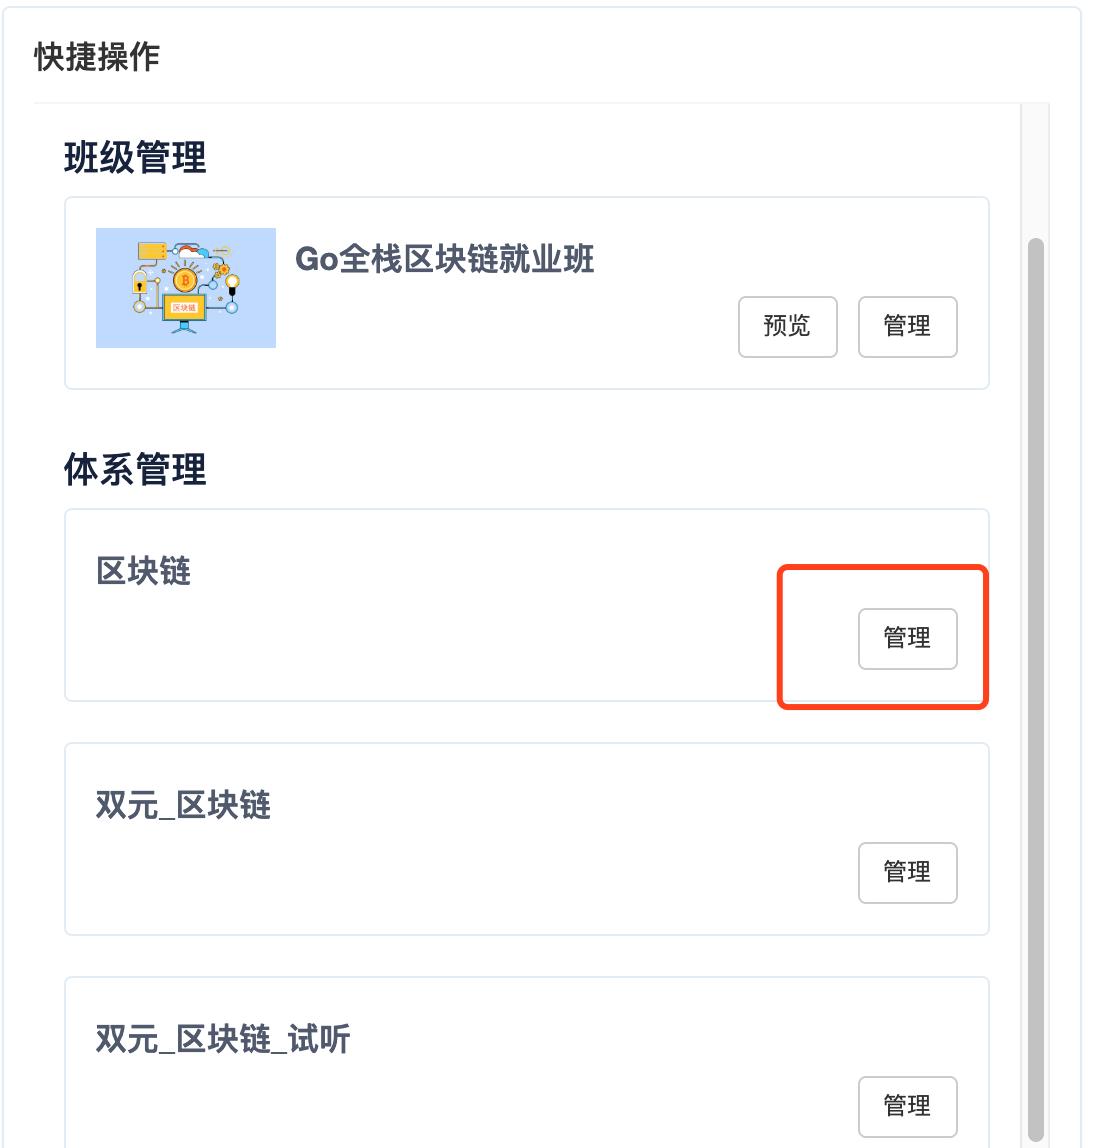 快捷操作
班级管理
Go全栈区块链就业班
区块链
预览
管理
体系管理
区块链
管理
双元_区块链
管理
双元_区块链_试听
管理